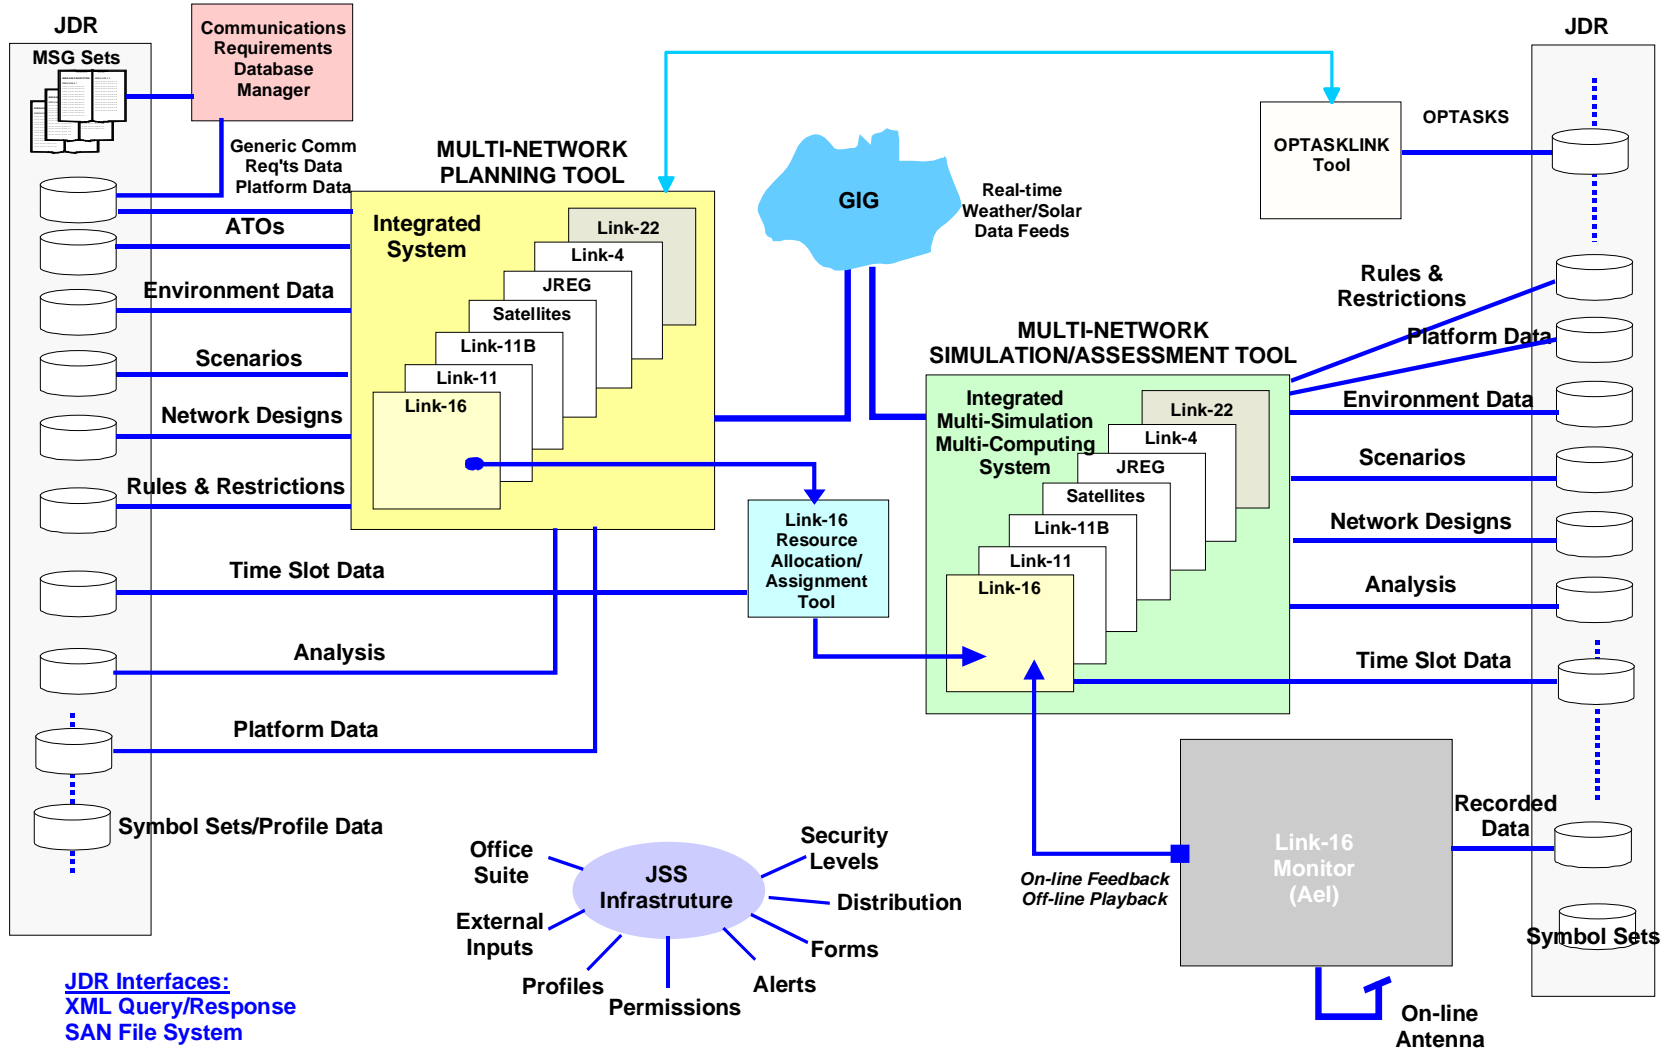 JDR
MSG Sets
Communications
Requirements
Database
Manager
Generic Comm
Req'ts Data
Platform Data
ATOs
Environment Data
Scenarios
Network Designs
Rules & Restrictions
Time Slot Data
Analysis
Platform Data
Symbol Sets/Profile Data
JDR Interfaces:
XML Query/Response
SAN File System
MULTI-NETWORK
PLANNING TOOL
Integrated
System
Link-22
Link-4
JREG
Satellites
Link-11B
Link-11
Link-16
GIG
Real-time
Weather/Solar
Data Feeds
Link-16
Resource
Allocation/
Assignment
Tool
MULTI-NETWORK
SIMULATION/ASSESSMENT TOOL
Integrated
Multi-Simulation
Multi-Computing
System
Link-22
Link-4
JREG
Satellites
Link-11B
Link-11
Link-16
OPTASKLINK
Tool
OPTASKS
JDR
Rules &
Restrictions
Platform Data
Environment Data
Scenarios
Network Designs
Analysis
Time Slot Data
Recorded
Data
Symbol Sets
Link-16
Monitor
(Ael)
On-line Feedback
Off-line Playback
On-line
Antenna
JSS
Infrastruture
Office
Suite
External
Inputs
Profiles
Permissions
Alerts
Forms
Distribution
Security
Levels